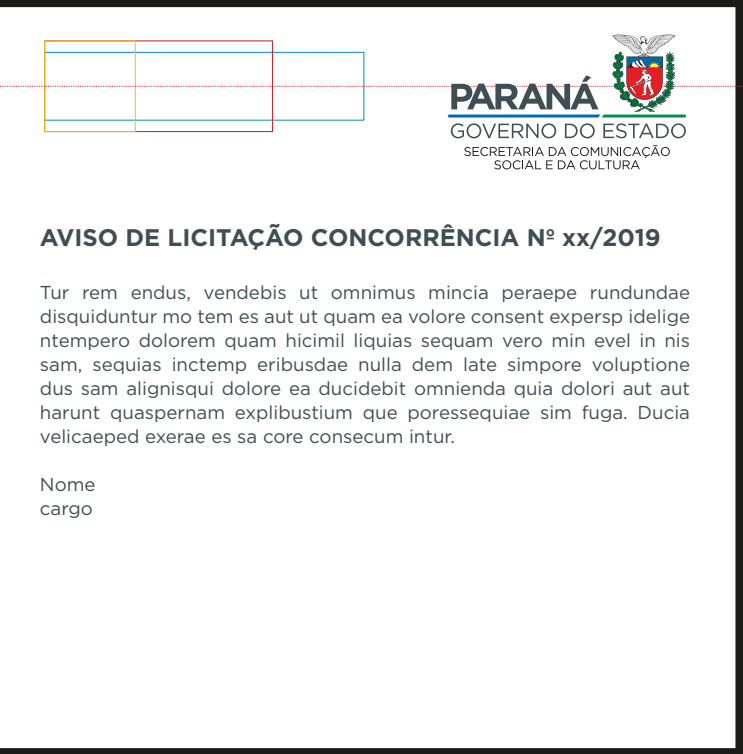 PARANÁ
GOVERNO DO ESTADO
SECRETARIA DA COMUNICAÇÃO
SOCIAL E DA CULTURA
AVISO DE LICITAÇÃO CONCORRÊNCIA Nº xx/2019
Tur rem endus, vendebis ut omnimus mincia peraepe rundundae
disquiduntur mo tem es aut ut quam ea volore consent expersp idelige
ntempero dolorem quam hicimil liquias sequam vero min evel in nis
sam, sequias inctemp eribusdae nulla dem late simpore voluptione
dus sam alignisqui dolore ea ducidebit omnienda quia dolori aut aut
harunt quaspernam explibustium que poressequiae sim fuga. Ducia
velicaeped exerae es sa core consecum intur.
Nome
cargo